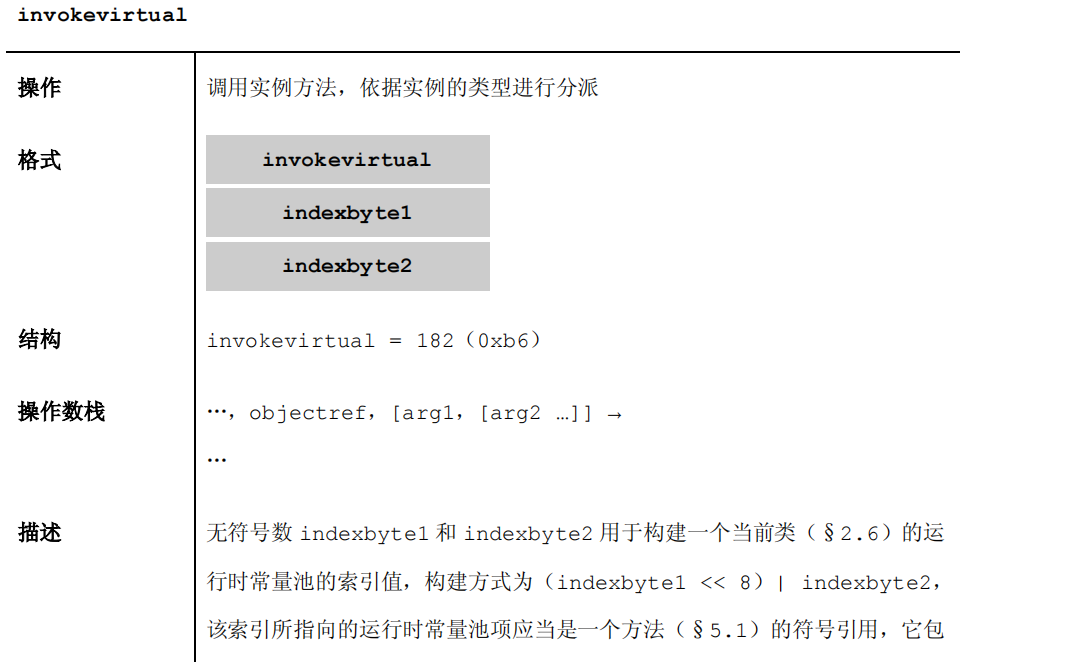 invokevirtual
操作
调用实例方法，依据实例的类型进行分派
格式
invokevirtual
indexbyte1
indexbyte2
结构
invokevirtual = 182（0xb6）
操作数栈
…，objectref，[arg1，[arg2 …]] →
…
描述
无符号数 indexbyte1 和 indexbyte2 用于构建一个当前类（§2.6）的运
行时常量池的索引值，构建方式为（indexbyte1 << 8）| indexbyte2，
该索引所指向的运行时常量池项应当是一个方法（§5.1）的符号引用，它包